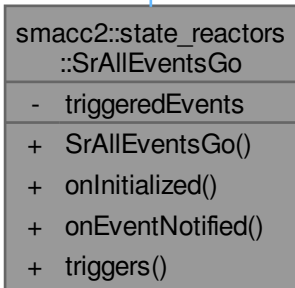 smacc2::state_reactors
::SrAllEventsGo
- triggeredEvents
+ SrAllEventsGo()
+ onInitialized()
+ onEventNotified()
+ triggers()